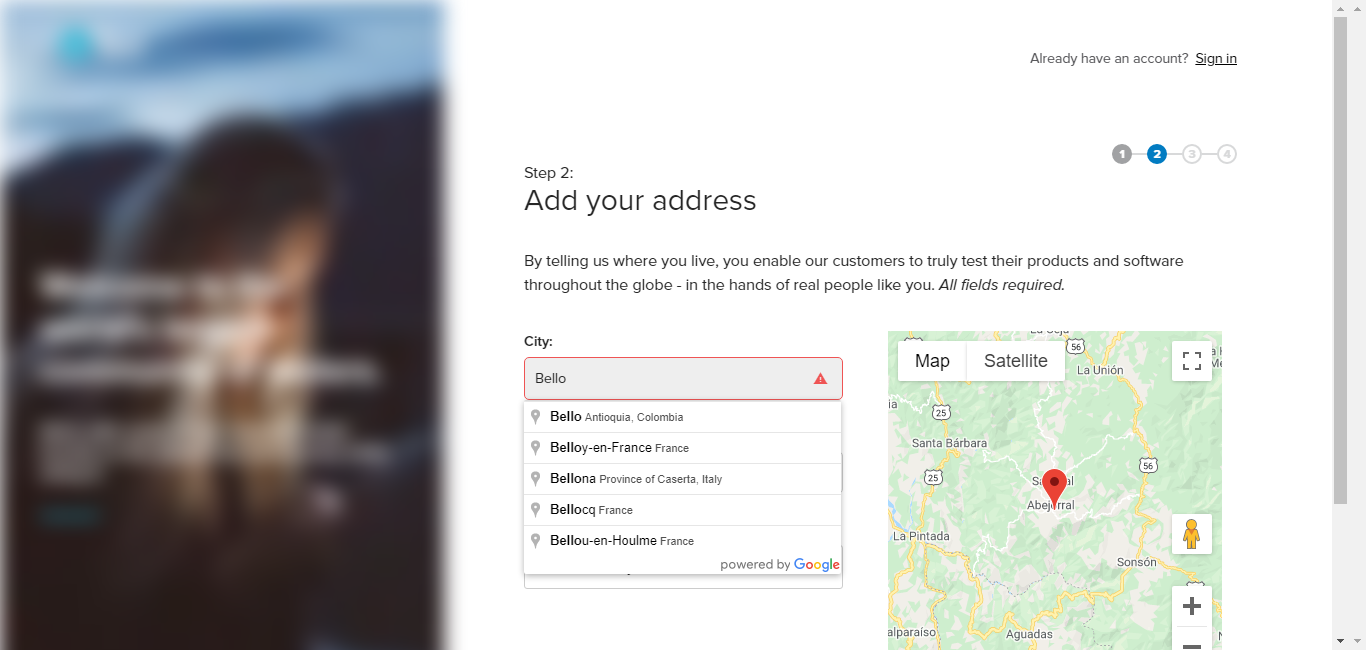 Already have an account? Sign in
1 2 3 4
Step 2:
Add your address
By telling us where you live, you enable our customers to truly test their products and software
throughout the globe - in the hands of real people like you. All fields required.
City:
Bello
Bello Antioquia, Colombia
Belloy-en-France France
Bellona Province of Caserta, Italy
Bellocq France
Bellou-en-Houlme France
powered by Google
Map Satellite
56
La Unión
25
Santa Bárbara
56
25
Abejorral
La Pintada
Sonsón
Aguadas